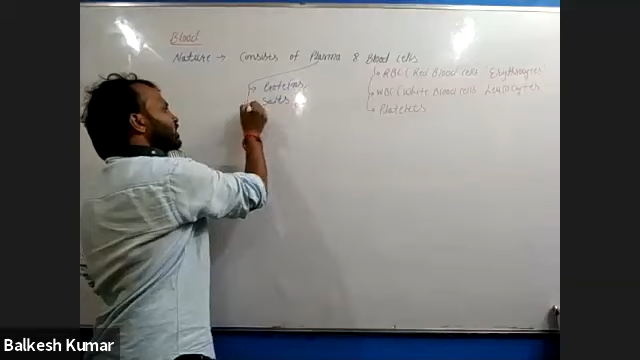 Blood
Nature → Consists of Plasma & Blood cells
→ Proteins,
Salts
→ RBC (Red Blood cells Erythrocytes
→ WBC (White Blood cells Leucocytes
→ Platelets
Balkesh Kumar